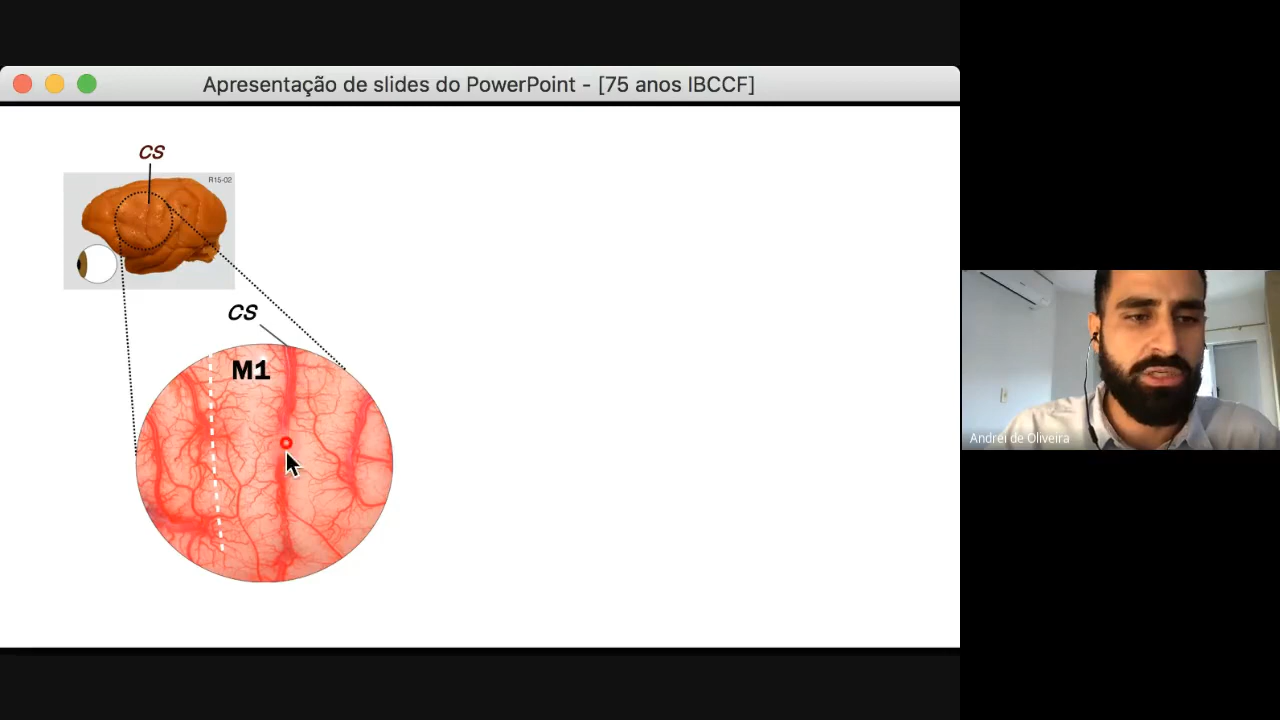 Apresentação de slides do PowerPoint - [75 anos IBCCF]
CS
R15-02
CS
M1
Andrei de Oliveira